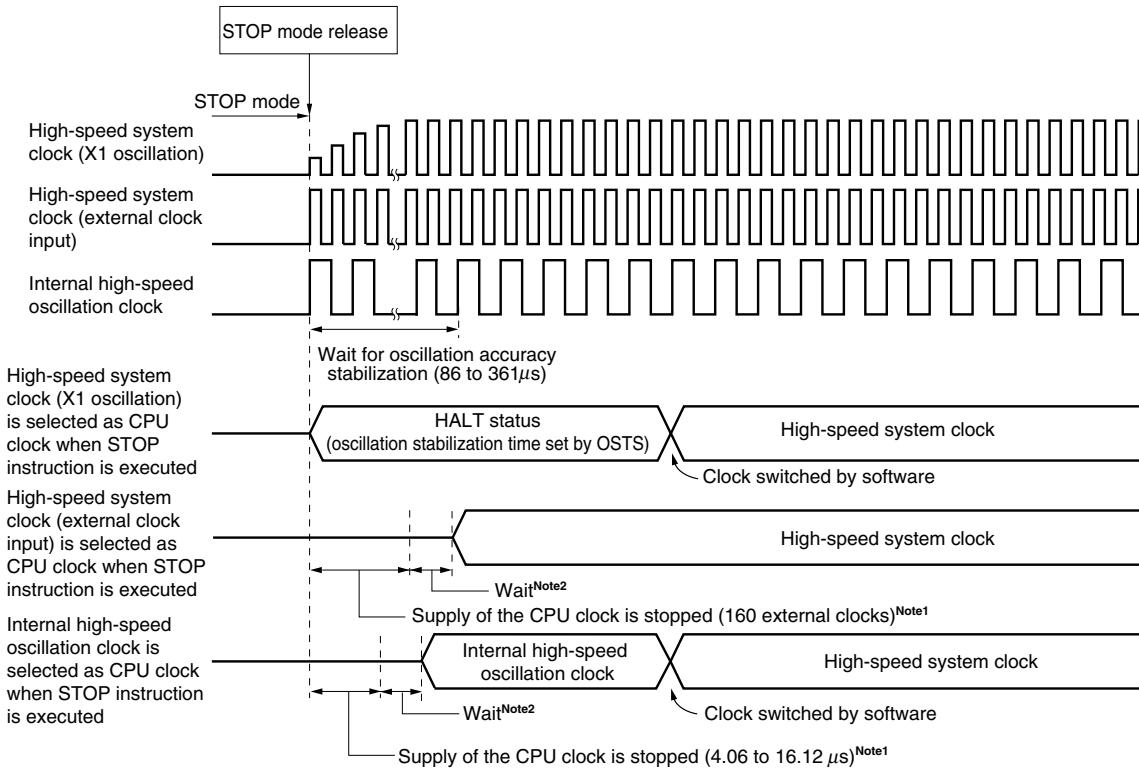 STOP mode release
STOP mode
High-speed system
clock (X1 oscillation)
High-speed system
clock (external clock
input)
Internal high-speed
oscillation clock
Wait for oscillation accuracy
stabilization (86 to 361μs)
High-speed system
clock (X1 oscillation)
is selected as CPU
clock when STOP
instruction is executed
HALT status
(oscillation stabilization time set by OSTS)
High-speed system clock
Clock switched by software
High-speed system
clock (external clock
input) is selected as
CPU clock when STOP
instruction is executed
High-speed system clock
Wait Note2
Supply of the CPU clock is stopped (160 external clocks) Note1
Internal high-speed
oscillation clock is
selected as CPU clock
when STOP instruction
is executed
Internal high-speed
oscillation clock
High-speed system clock
Wait Note2
Clock switched by software
Supply of the CPU clock is stopped (4.06 to 16.12 μs) Note1